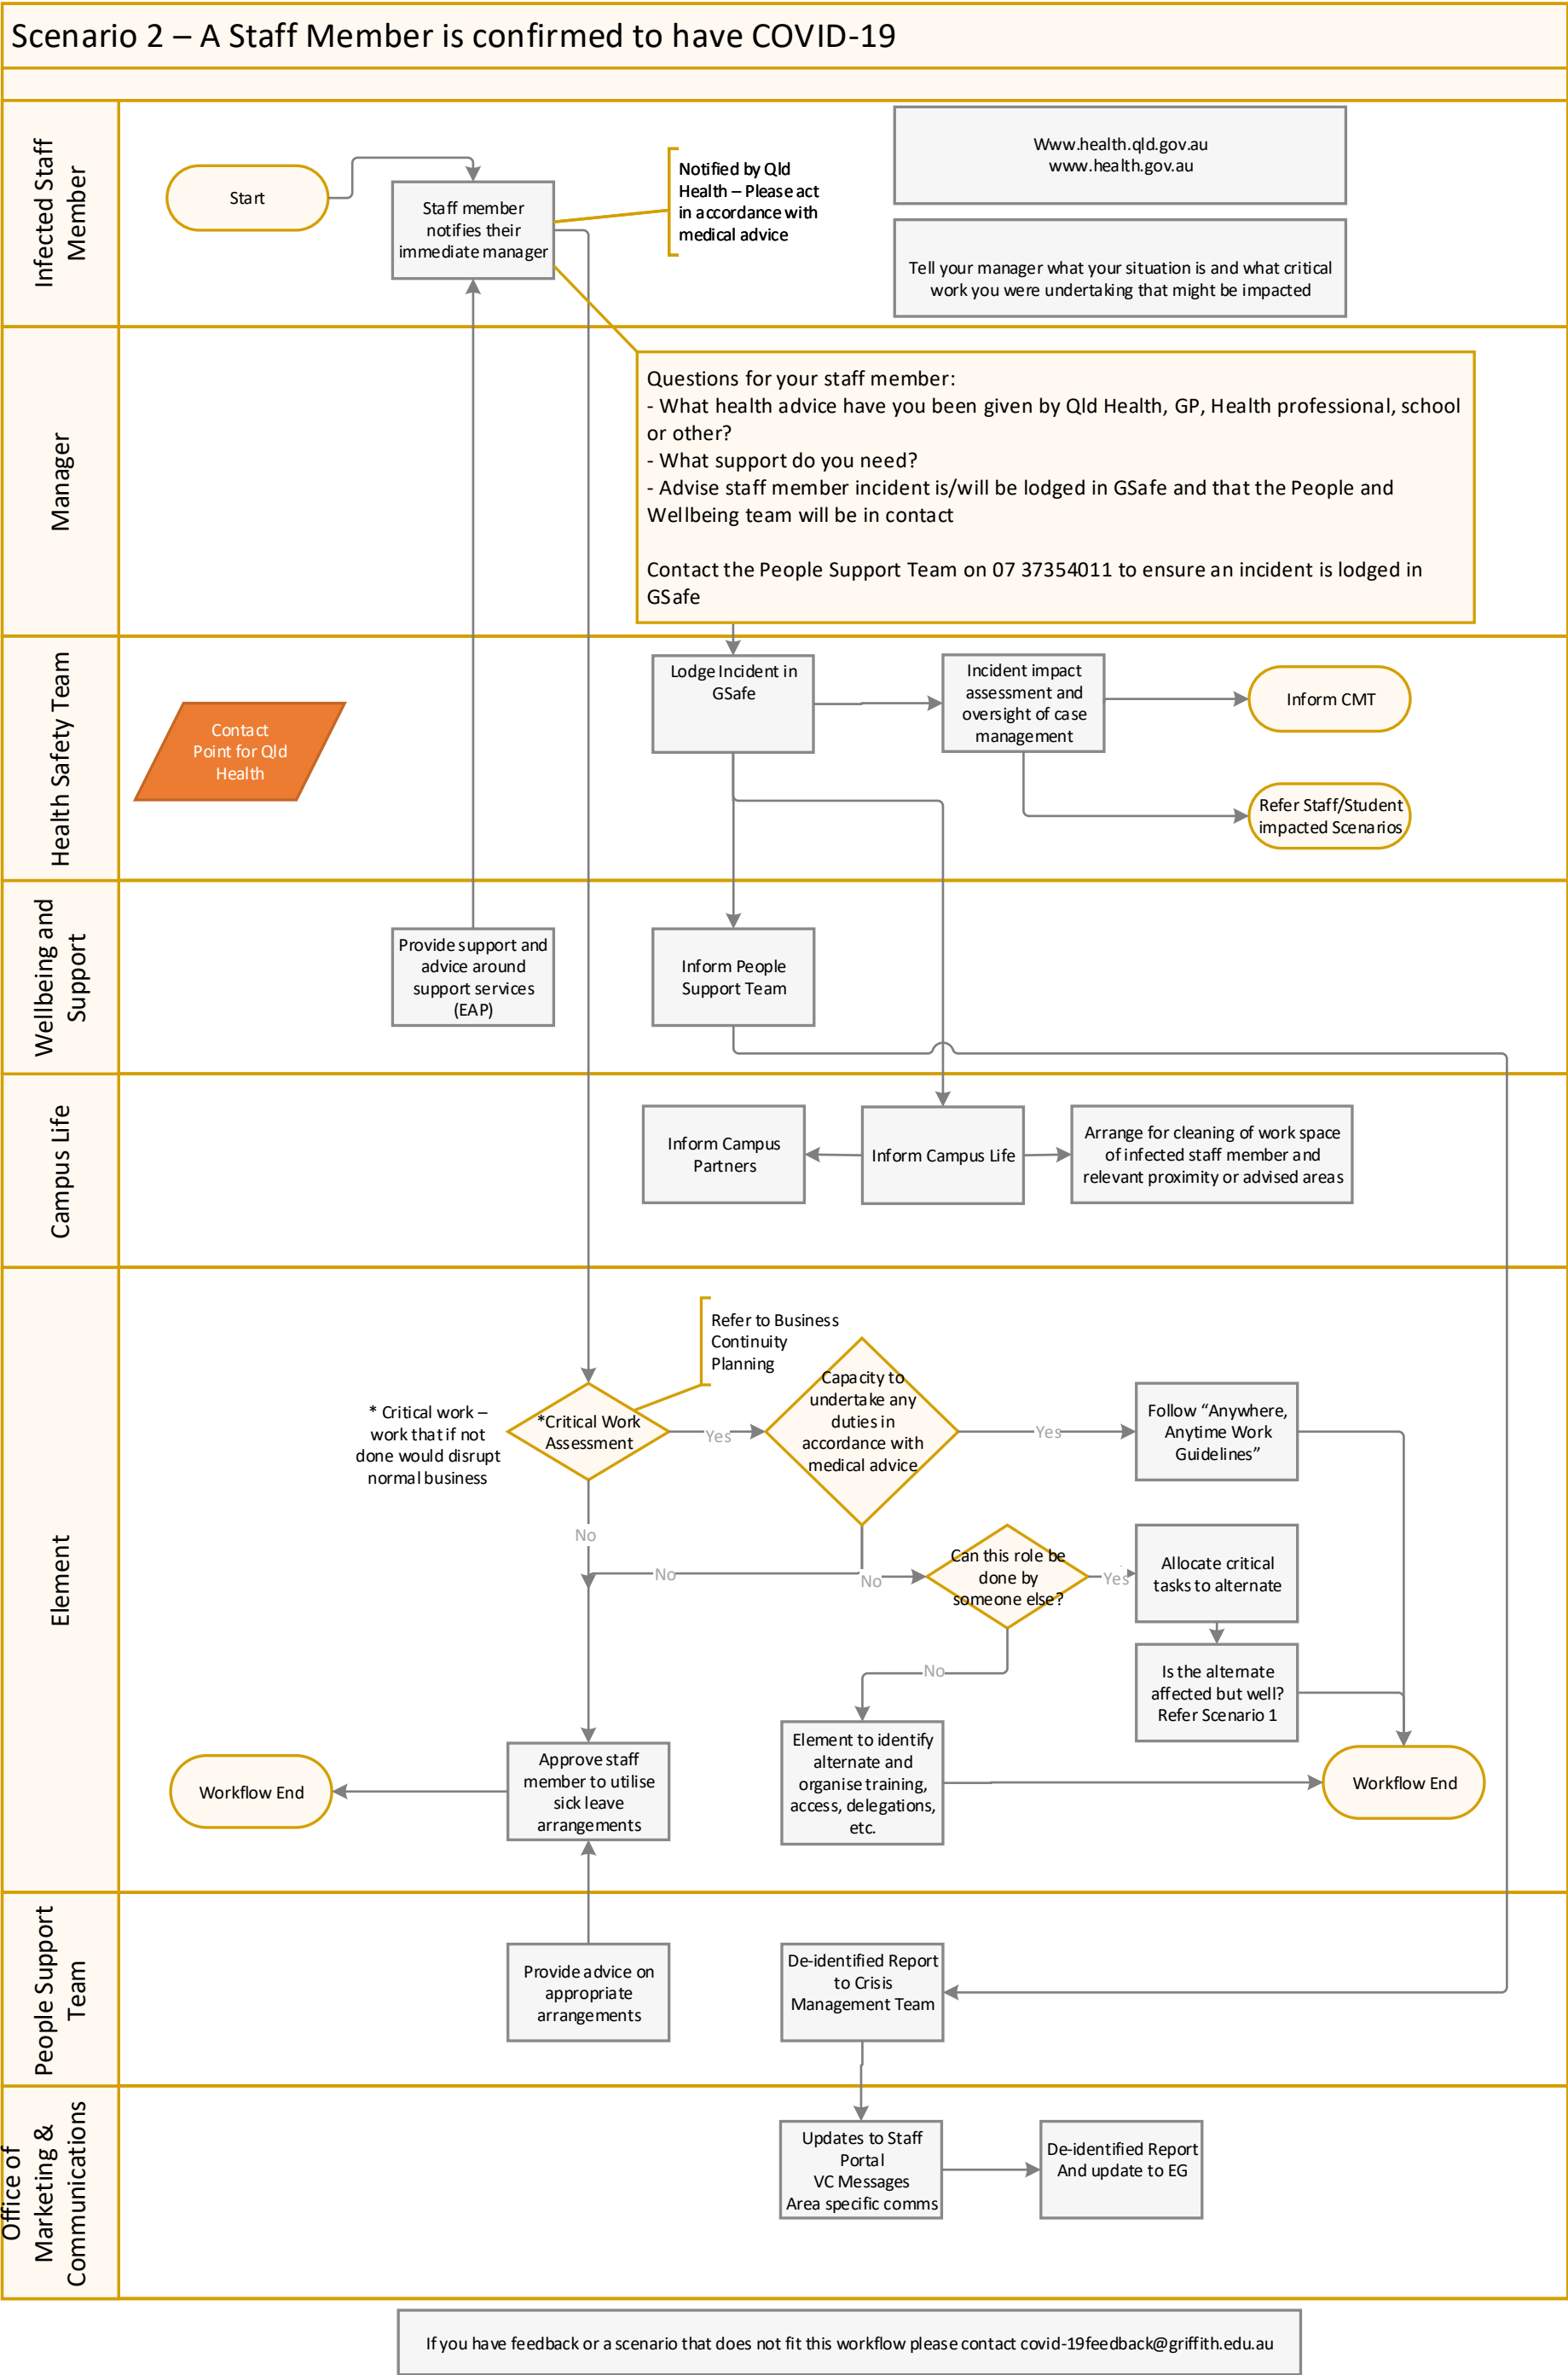 Scenario 2 – A Staff Member is confirmed to have COVID-19
Infected Staff
Member
Start
Staff member
notifies their
immediate manager
Notified by Qld
Health – Please act
in accordance with
medical advice
Www.health.qld.gov.au
www.health.gov.au
Tell your manager what your situation is and what critical
work you were undertaking that might be impacted
Manager
Questions for your staff member:
- What health advice have you been given by Qld Health, GP, Health professional, school
or other?
- What support do you need?
- Advise staff member incident is/will be lodged in GSafe and that the People and
Wellbeing team will be in contact
Contact the People Support Team on 07 37354011 to ensure an incident is lodged in
GSafe
Health Safety Team
Contact
Point for Qld
Health
Lodge Incident in
GSafe
Incident impact
assessment and
oversight of case
management
Inform CMT
Refer Staff/Student
impacted Scenarios
Wellbeing and
Support
Provide support and
advice around
support services
(EAP)
Inform People
Support Team
Campus Life
Inform Campus
Partners
Inform Campus Life
Arrange for cleaning of work space
of infected staff member and
relevant proximity or advised areas
Element
Refer to Business
Continuity
Planning
* Critical work –
work that if not
done would disrupt
normal business
*Critical Work
Assessment
Yes
Capacity to
undertake any
duties in
accordance with
medical advice
Yes
Follow “Anywhere,
Anytime Work
Guidelines”
No
No
No
Can this role be
done by
someone else?
Yes
Allocate critical
tasks to alternate
No
Is the alternate
affected but well?
Refer Scenario 1
Workflow End
Approve staff
member to utilise
sick leave
arrangements
Element to identify
alternate and
organise training,
access, delegations,
etc.
Workflow End
People Support
Team
Provide advice on
appropriate
arrangements
De-identified Report
to Crisis
Management Team
Office of
Marketing &
Communications
Updates to Staff
Portal
VC Messages
Area specific comms
De-identified Report
And update to EG
If you have feedback or a scenario that does not fit this workflow please contact covid-19feedback@griffith.edu.au